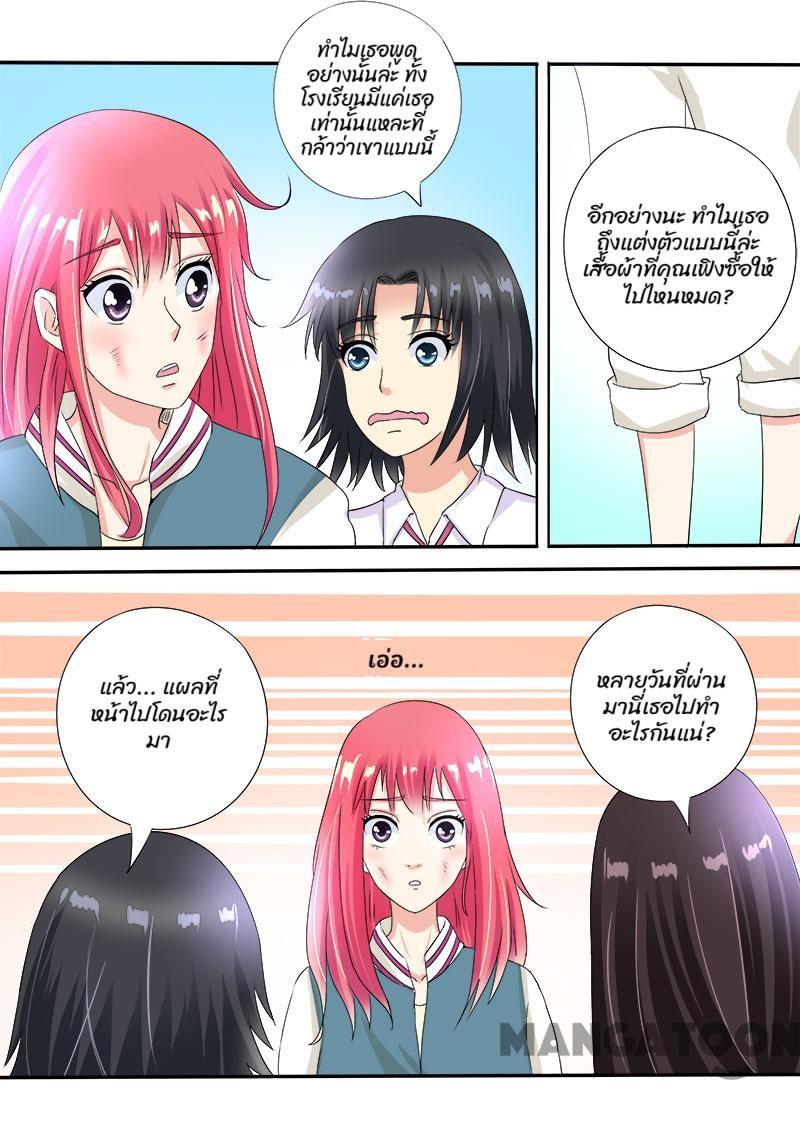 ทำไมเธอพูด
อย่างนั้นล่ะ ทั้ง
โรงเรียนมีแค่เธอ
เท่านั้นแหละที่
กล้าว่าเขาแบบนี้
อีกอย่างนะ ทำไมเธอ
ถึงแต่งตัวแบบนี้ล่ะ
เสื้อผ้าที่คุณเฟิงซื้อให้
ไปไหนหมด?
แล้ว... แผลที่
หน้าไปโดนอะไร
มา
เอ่อ...
หลายวันที่ผ่าน
มานี่เธอไปทำ
อะไรกันแน่?
MANGATOON